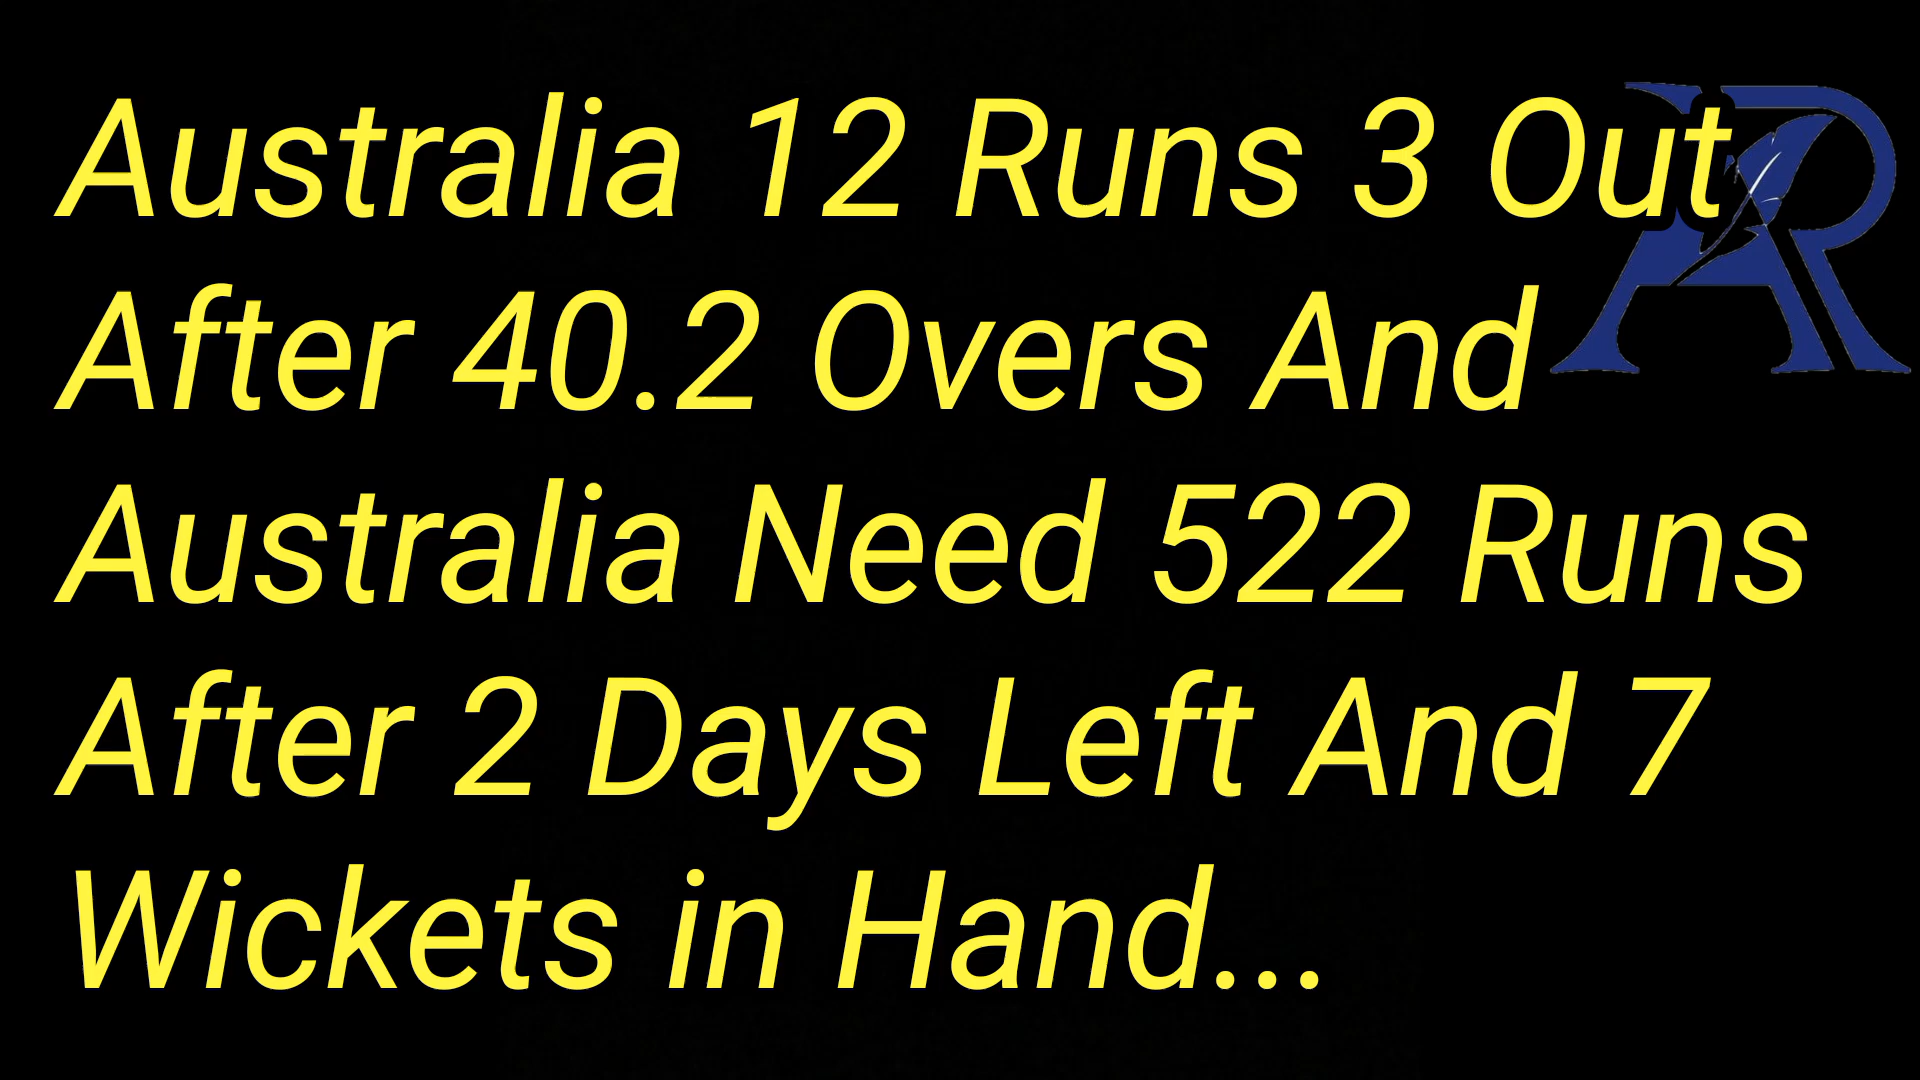 Australia 12 Runs 3 Out
After 40.2 Overs And
Australia Need 522 Runs
After 2 Days Left And 7
Wickets in Hand...
AR